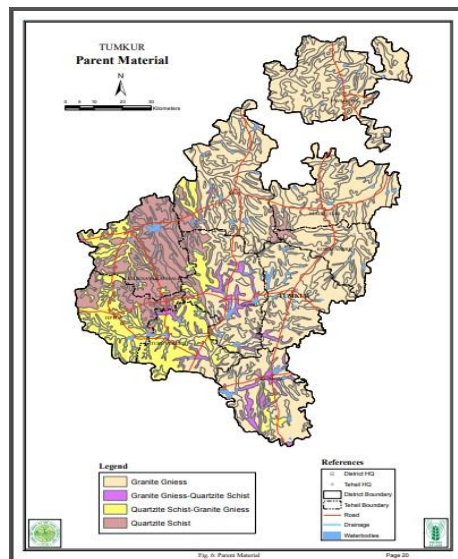 TUMKUR
Parent Material
N
Kilometers
TUMKUR
Legend
Granite Gniess
Granite Gniess-Quartzite Schist
Quartzite Schist-Granite Gniess
Quartzite Schist
References
District HQ
Tehsil HQ
District Boundary
Tehsil Boundary
Road
Drainage
Waterbodies
Fig. 6: Parent Material
Page 20